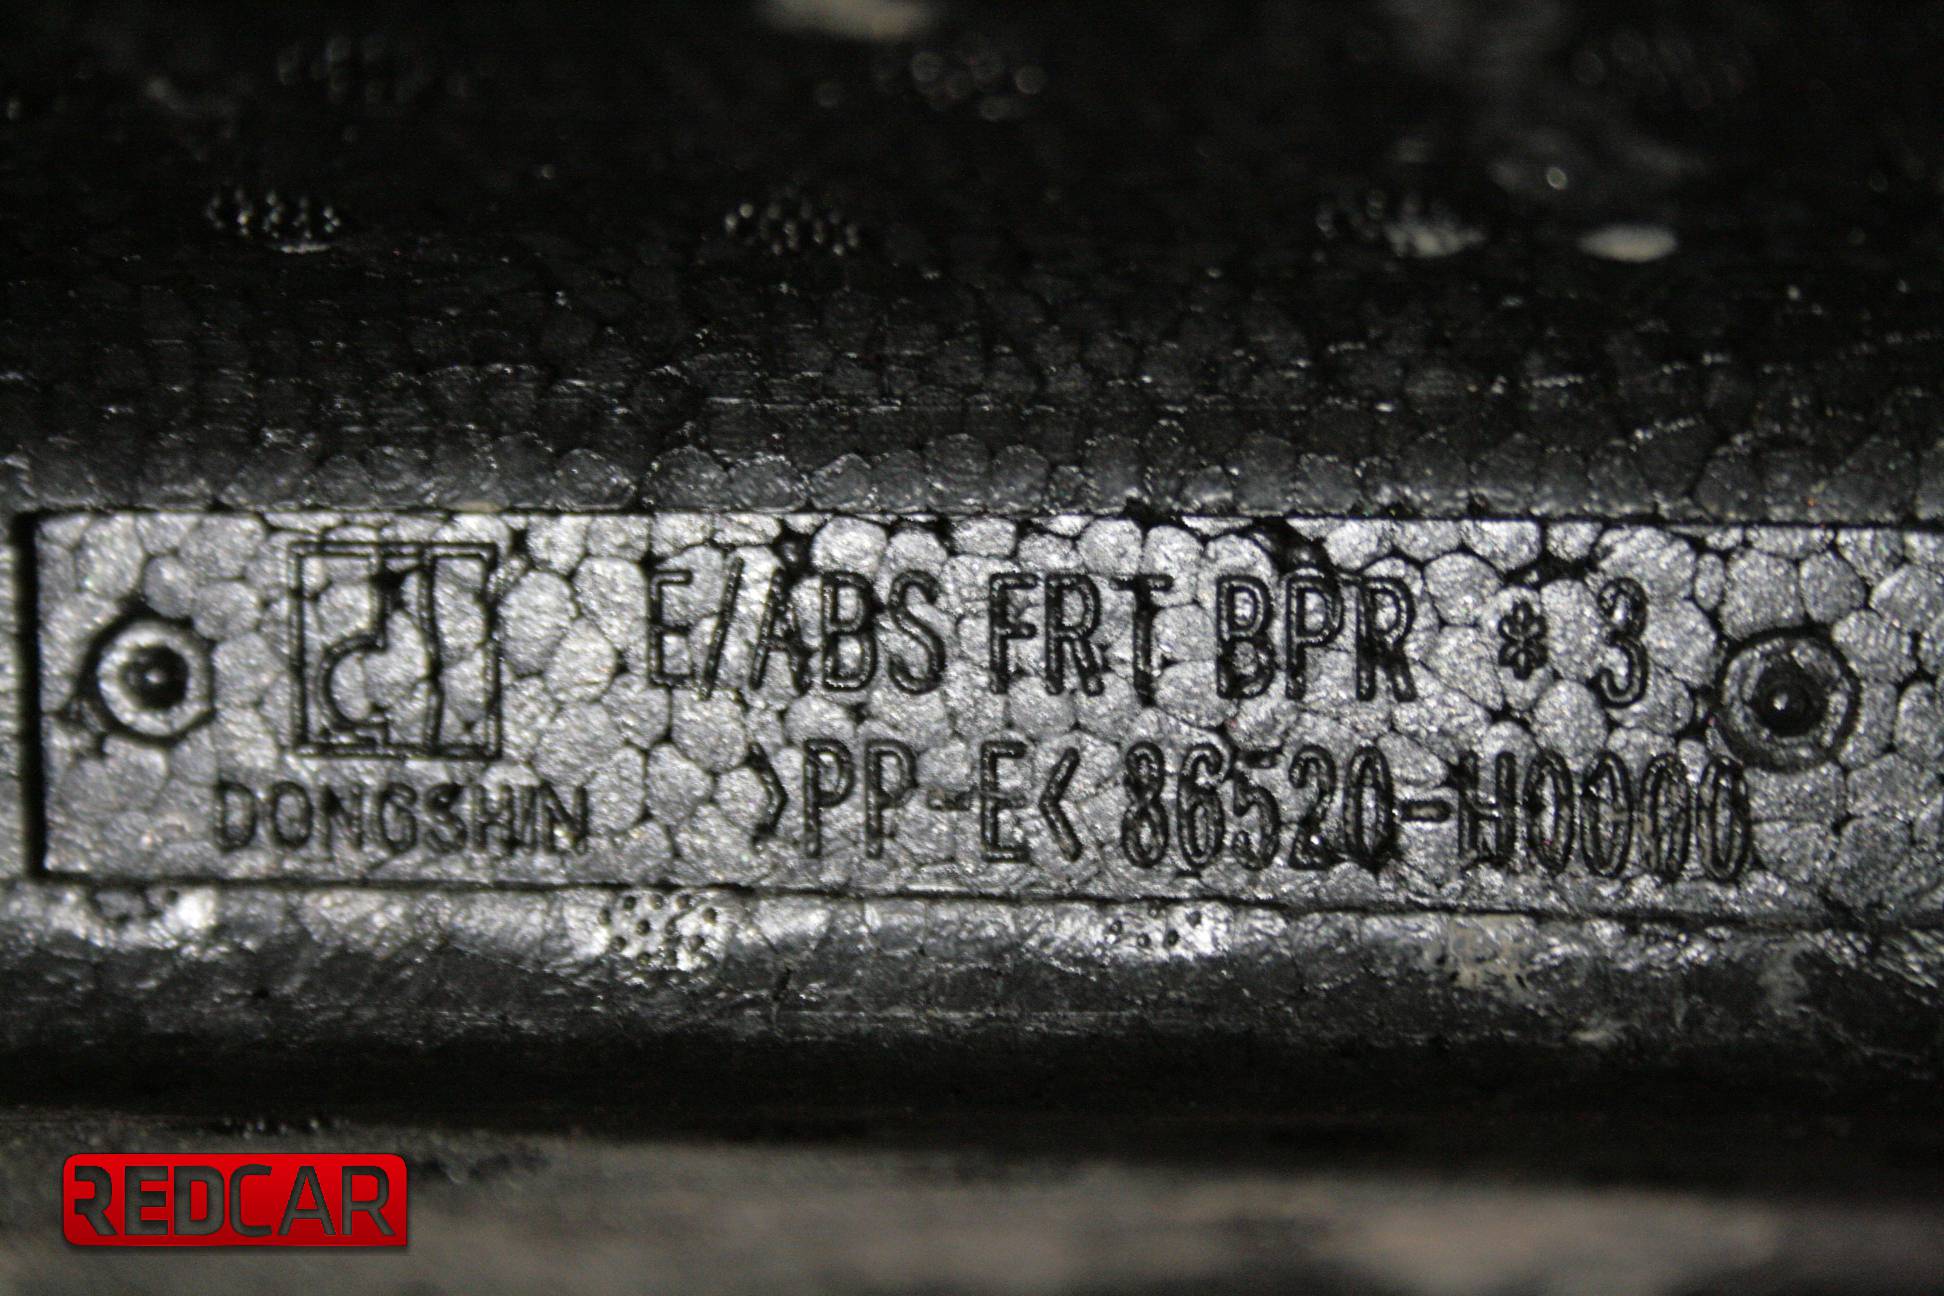 E/ABS FRT BPR * 3
DONGSHIN
>PP-E< 86520-H0000
REDCAR